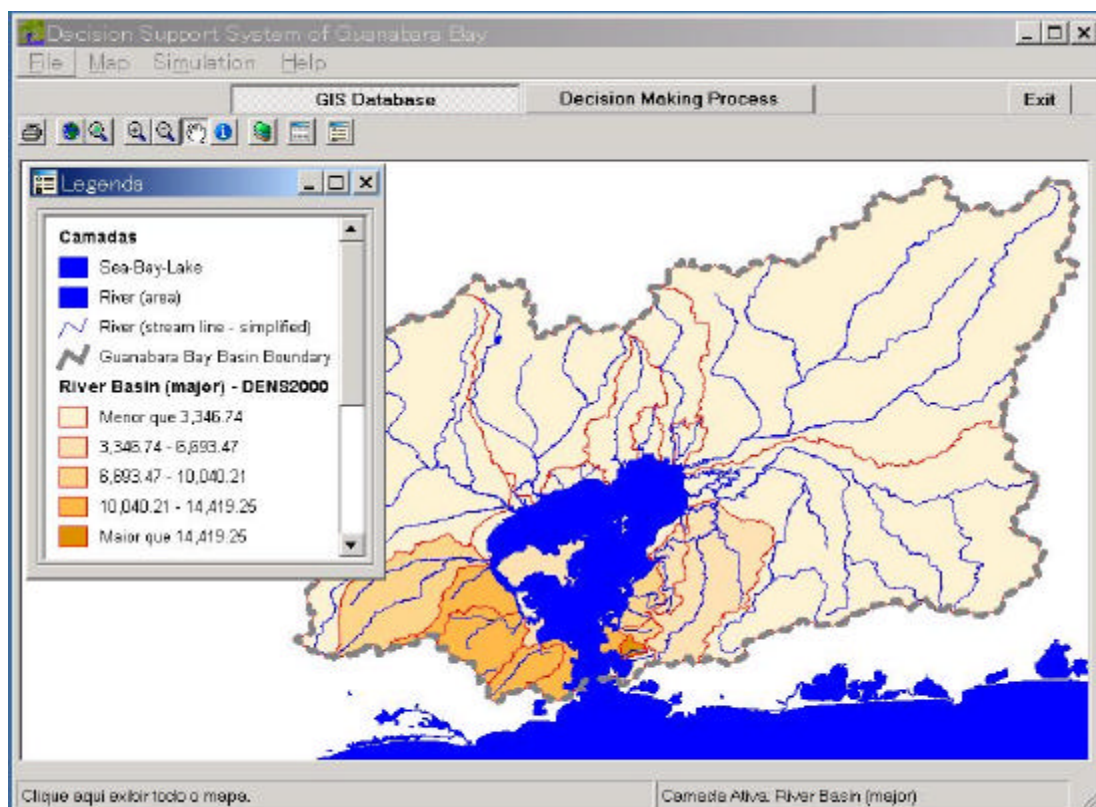 Decision Support System of Guanabara Bay
File Map Simulation Help
GIS Database Decision Making Process Exit
Legenda
Camadas
Sea-Bay-Lake
River (area)
River (stream line - simplified)
Guanabara Bay Basin Boundary
River Basin (major) - DENS2000
Menor que 3,346.74
3,346.74 - 6,693.47
6,693.47 - 10,040.21
10,040.21 - 14,419.25
Maior que 14,419.25
Clique aqui exibir todo o mapa. Camada Ativa: River Basin (major)